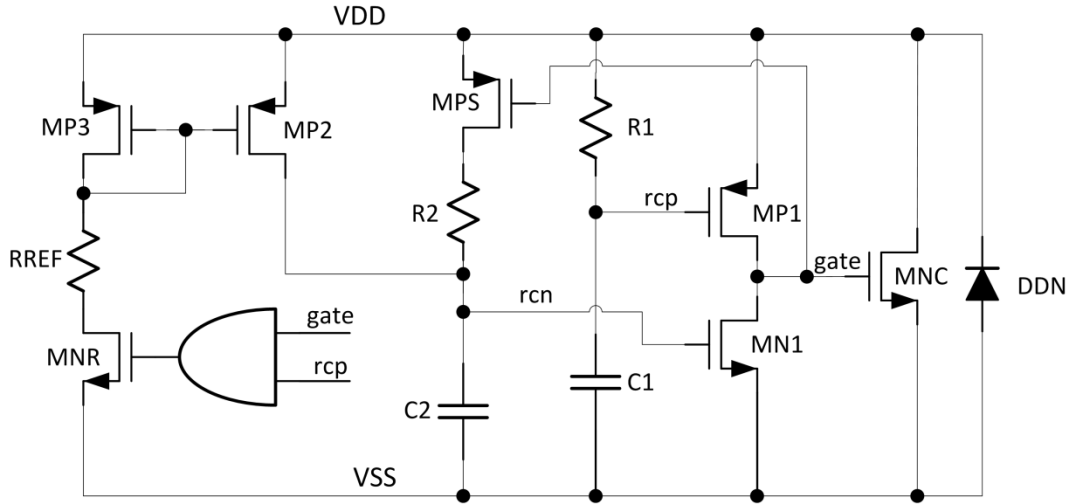 VDD
MP3
MP2
MPS
R1
rcp
MP1
R2
RREF
gate
MNC
DDN
rcn
gate
MNR
rcp
MN1
C1
C2
VSS